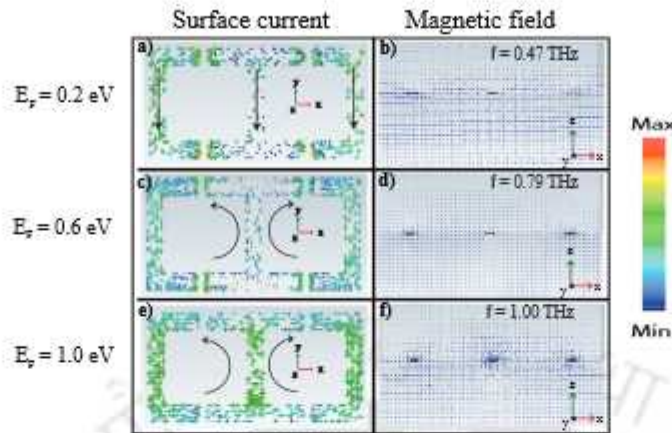 Surface current Magnetic field
a) b) f = 0.47 THz
E_F = 0.2 eV
y x z y x
Max
c) d) f = 0.79 THz
E_F = 0.6 eV
y x z y x
e) f) f = 1.00 THz
Min
E_F = 1.0 eV
y x z y x